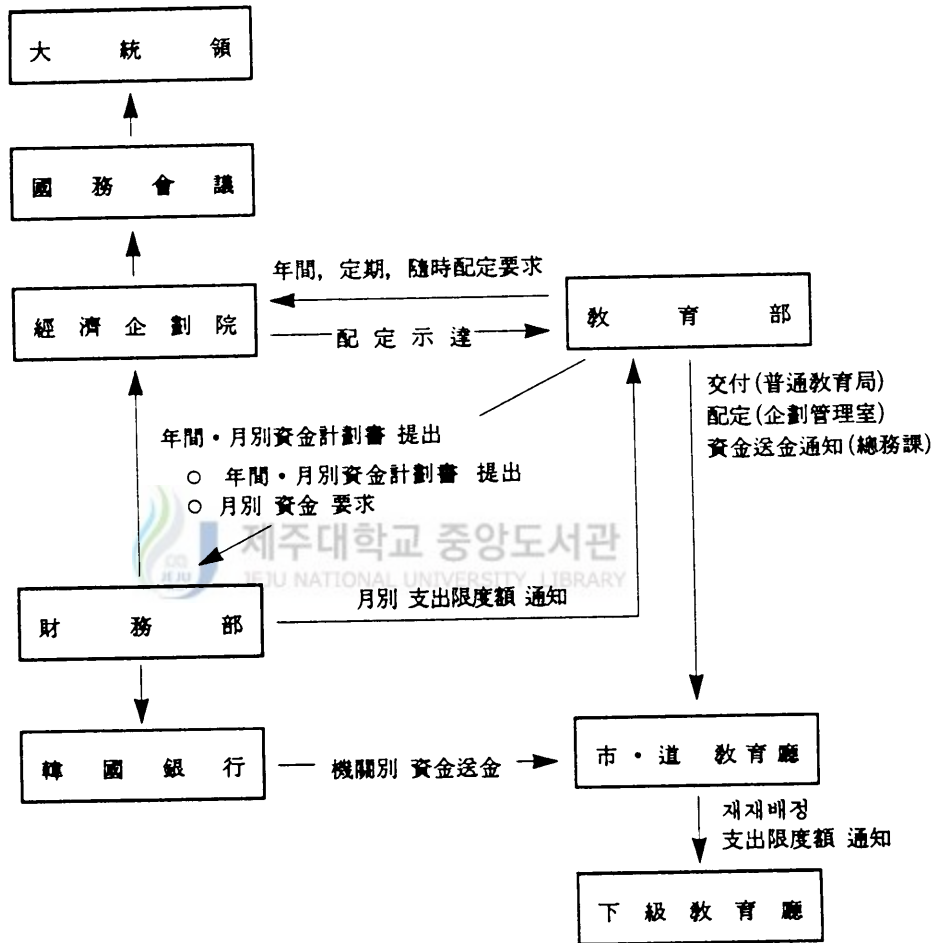 大 統 領
國 務 會 議
年間, 定期, 隨時配定要求
經 濟 企 劃 院
配 定 示 達
敎 育 部
交付(普通敎育局)
配定(企劃管理室)
資金送金通知(總務課)
年間·月別資金計劃書 提出
○ 年間·月別資金計劃書 提出
○ 月別 資金 要求
제주대학교 중앙도서관
JEJU NATIONAL UNIVERSITY LIBRARY
JEJU
月別 支出限度額 通知
財 務 部
韓 國 銀 行
機關別 資金送金
市·道 敎育廳
재재배정
支出限度額 通知
下 級 敎 育 廳